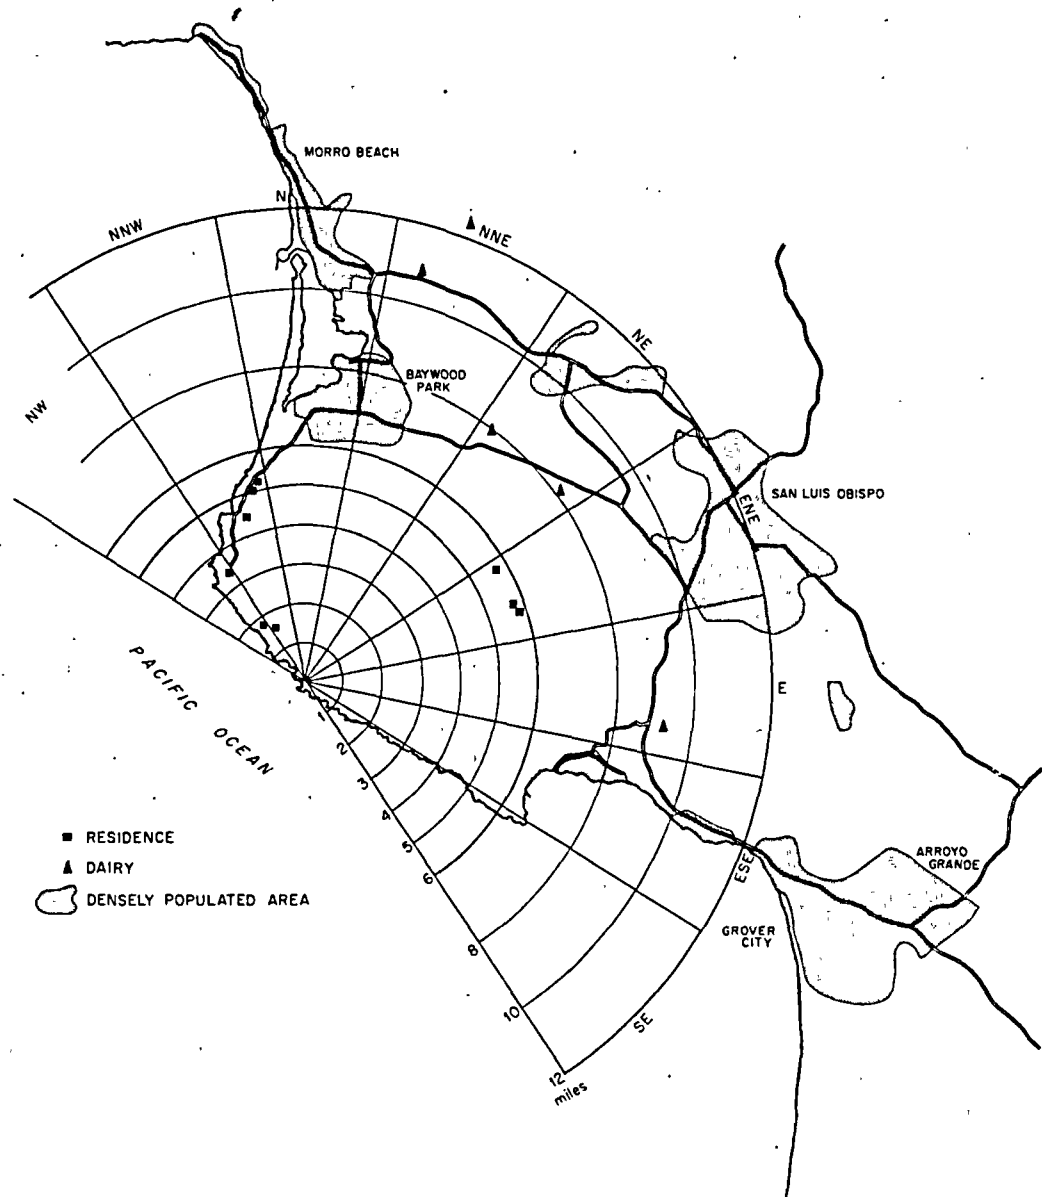 MORRO BEACH
N
NNW
NNE
NE
NW
BAYWOOD
PARK
SAN LUIS OBISPO
ENE
E
PACIFIC OCEAN
1
2
3
4
5
6
8
10
12
miles
RESIDENCE
DAIRY
DENSELY POPULATED AREA
ARROYO
GRANDE
ESE
GROVER
CITY
SE